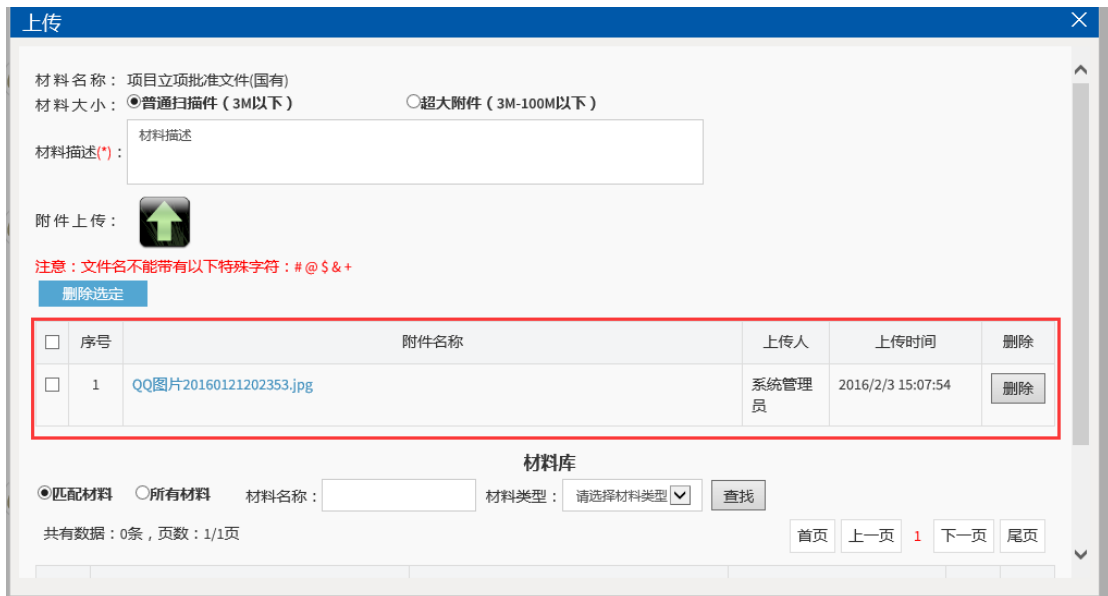 上传
材料名称：项目立项批准文件(国有)
材料大小：普通扫描件（3M以下） 超大附件（3M-100M以下）
材料描述(*)：
材料描述
附件上传：
注意：文件名不能带有以下特殊字符：# @ $ & +
删除选定
序号 附件名称 上传人 上传时间 删除
1 QQ图片20160121202353.jpg 系统管理员 2016/2/3 15:07:54 删除
材料库
匹配材料 所有材料 材料名称： 材料类型： 请选择材料类型 查找
共有数据：0条，页数：1/1页 首页 上一页 1 下一页 尾页